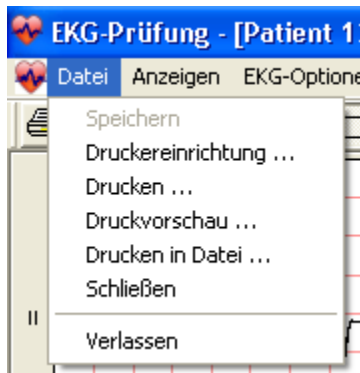 EKG-Prüfung - [Patient 1
Datei Anzeigen EKG-Optione
Speichern
Druckereinrichtung ...
Drucken ...
Druckvorschau ...
Drucken in Datei ...
Schließen
II
Verlassen